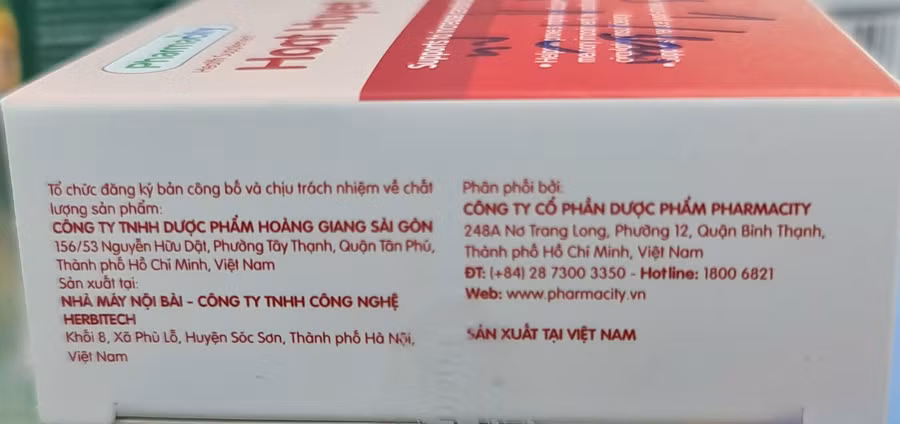 Pharmacity
Health Supplement
Hoạt Huyết
Tổ chức đăng ký bản công bố và chịu trách nhiệm về chất
lượng sản phẩm:
CÔNG TY TNHH DƯỢC PHẨM HOÀNG GIANG SÀI GÒN
156/53 Nguyễn Hữu Dật, Phường Tây Thạnh, Quận Tân Phú,
Thành phố Hồ Chí Minh, Việt Nam
Sản xuất tại:
NHÀ MÁY NỘI BÀI - CÔNG TY TNHH CÔNG NGHỆ
HERBITECH
Khối 8, Xã Phù Lỗ, Huyện Sóc Sơn, Thành phố Hà Nội,
Việt Nam
Phân phối bởi:
CÔNG TY CỔ PHẦN DƯỢC PHẨM PHARMACITY
248A Nơ Trang Long, Phường 12, Quận Bình Thạnh,
Thành phố Hồ Chí Minh, Việt Nam
ĐT: (+84) 28 7300 3350 - Hotline: 1800 6821
Web: www.pharmacity.vn
SẢN XUẤT TẠI VIỆT NAM